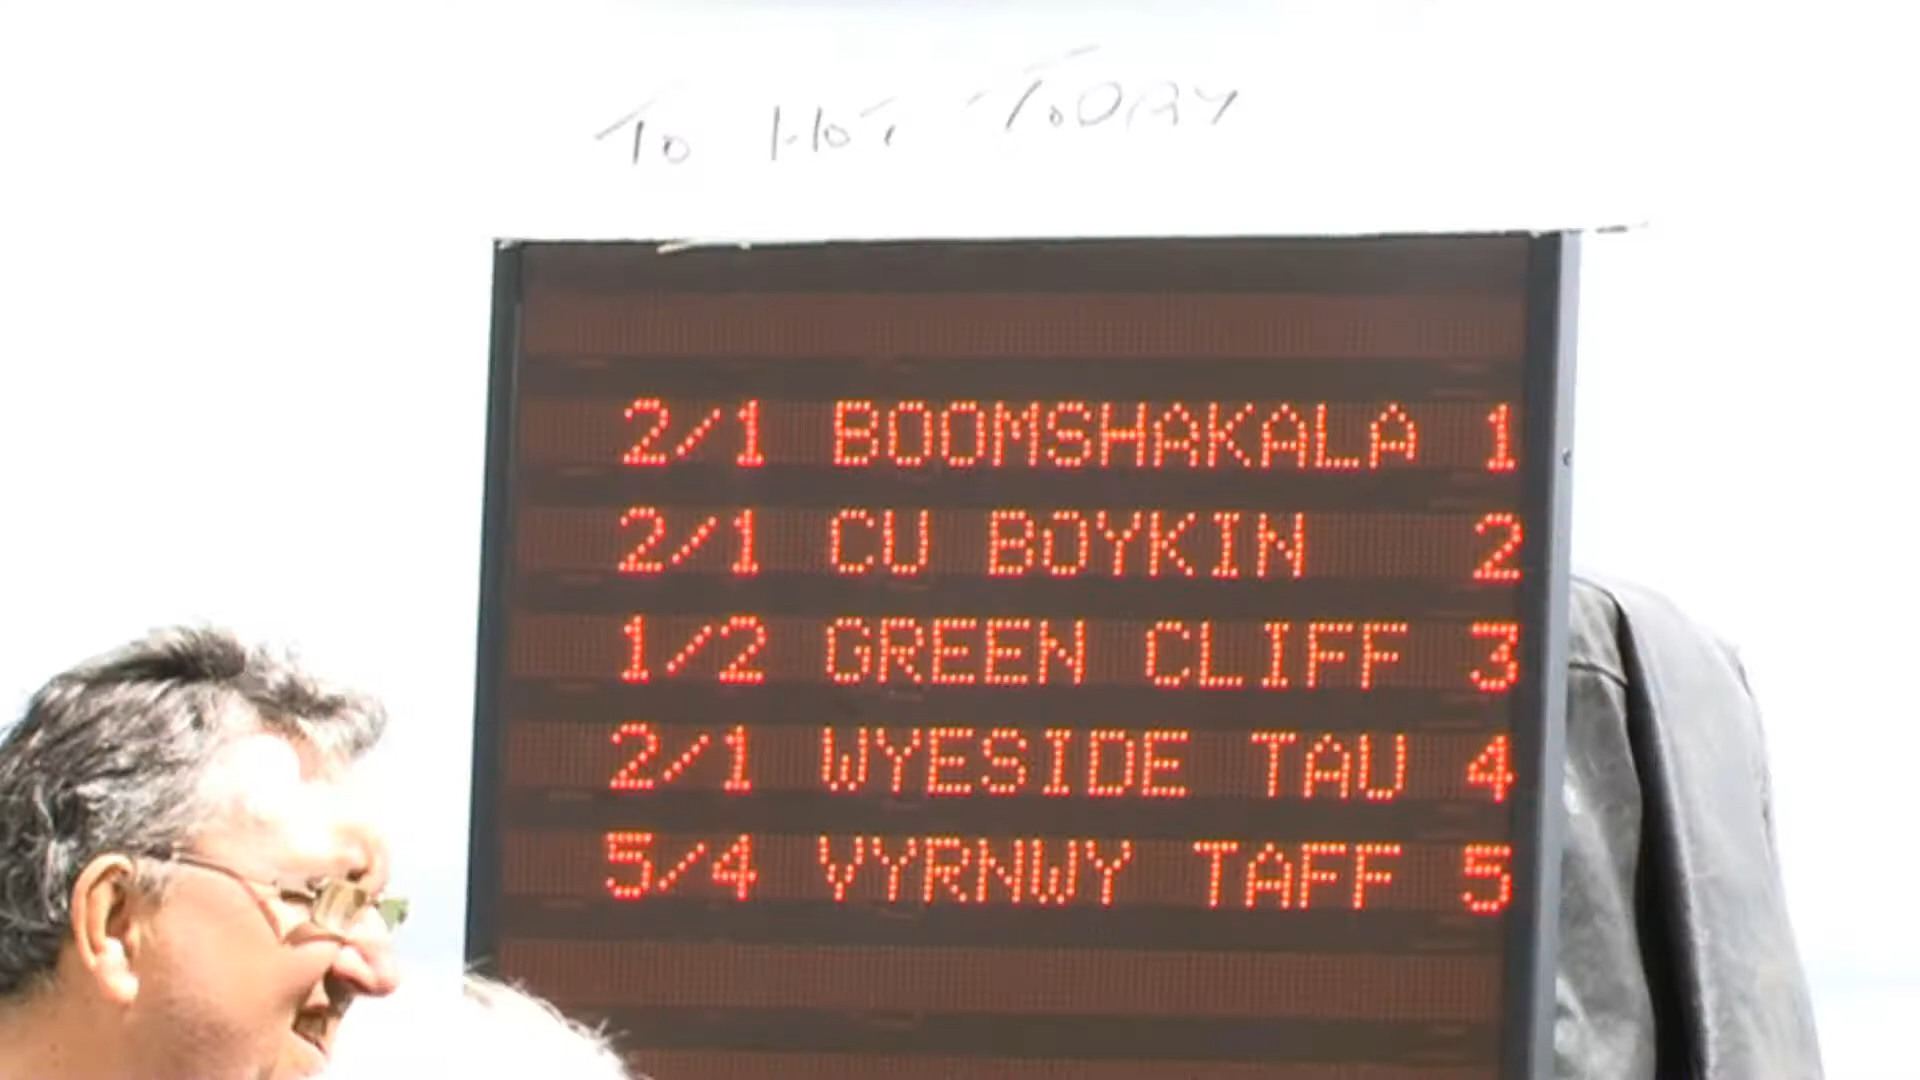 To HOT TODAY
2/1 BOOMSHAKALA 1
2/1 CU BOYKIN 2
1/2 GREEN CLIFF 3
2/1 WYESIDE TAU 4
5/4 VYRNWY TAFF 5